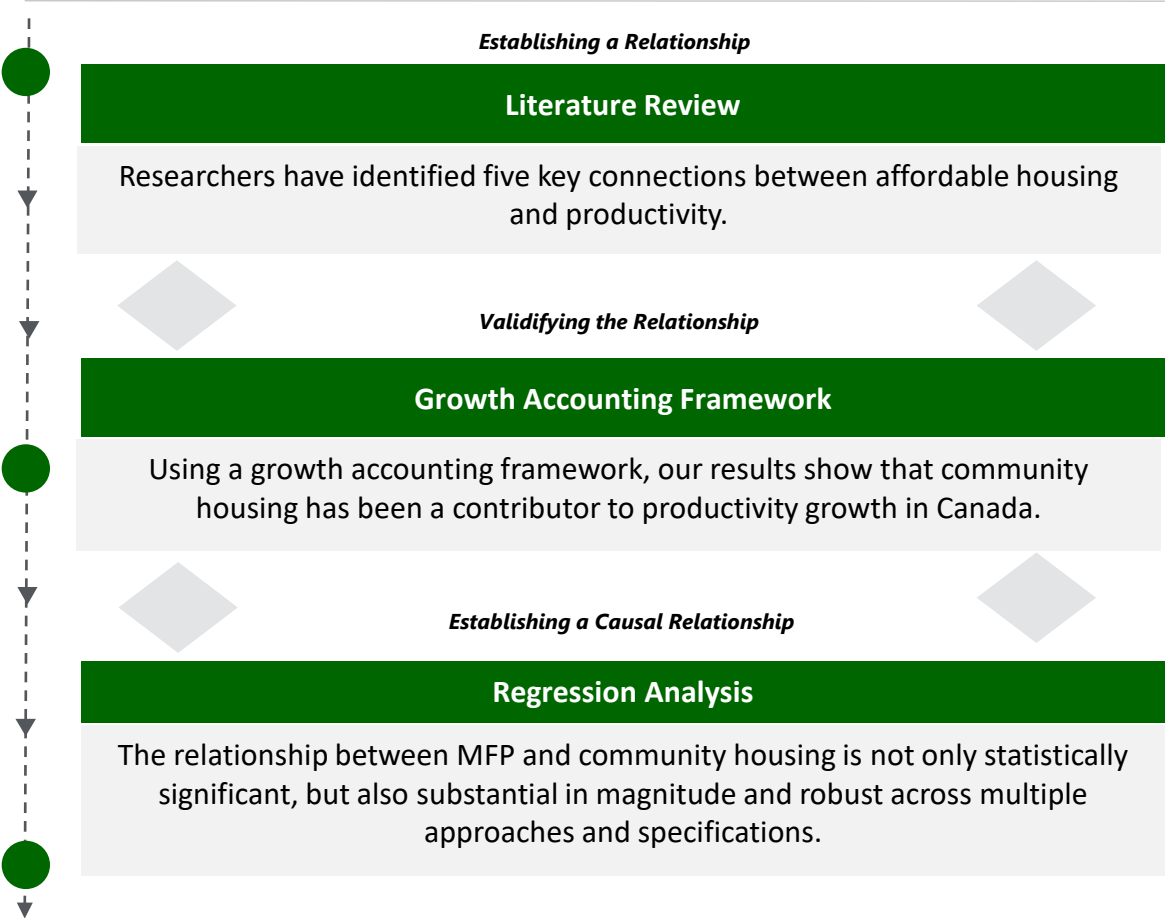 Establishing a Relationship
Literature Review
Researchers have identified five key connections between affordable housing
and productivity.
Validifying the Relationship
Growth Accounting Framework
Using a growth accounting framework, our results show that community
housing has been a contributor to productivity growth in Canada.
Establishing a Causal Relationship
Regression Analysis
The relationship between MFP and community housing is not only statistically
significant, but also substantial in magnitude and robust across multiple
approaches and specifications.